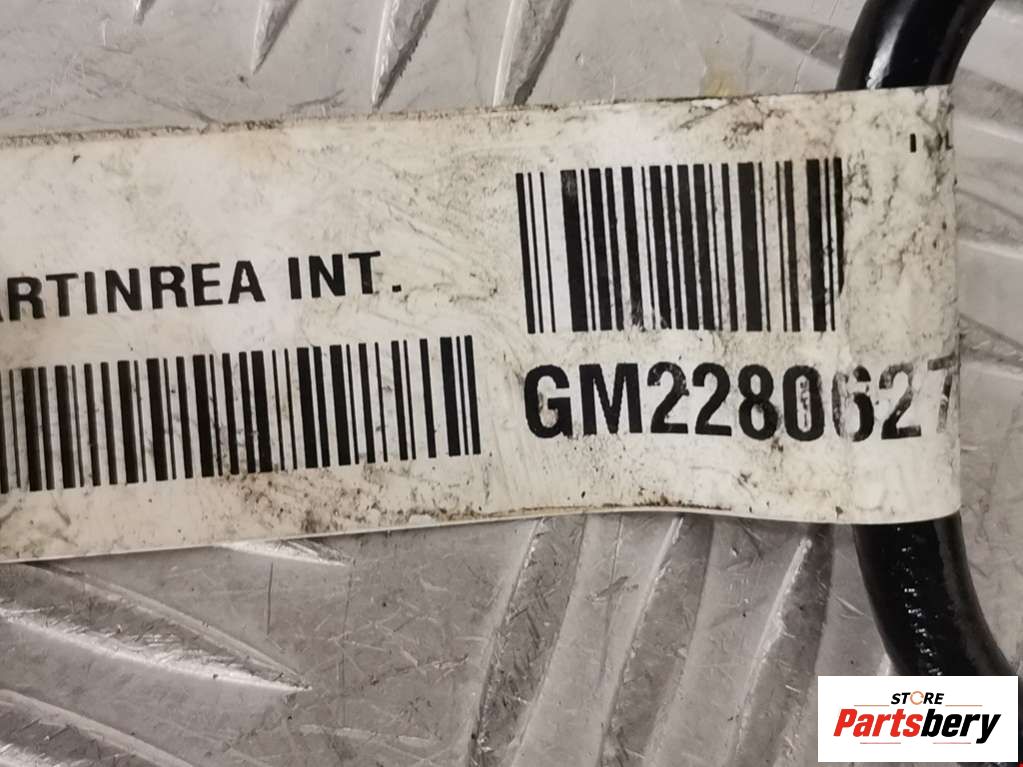 ARTINREA INT.
GM2280627
STORE
Partsbery